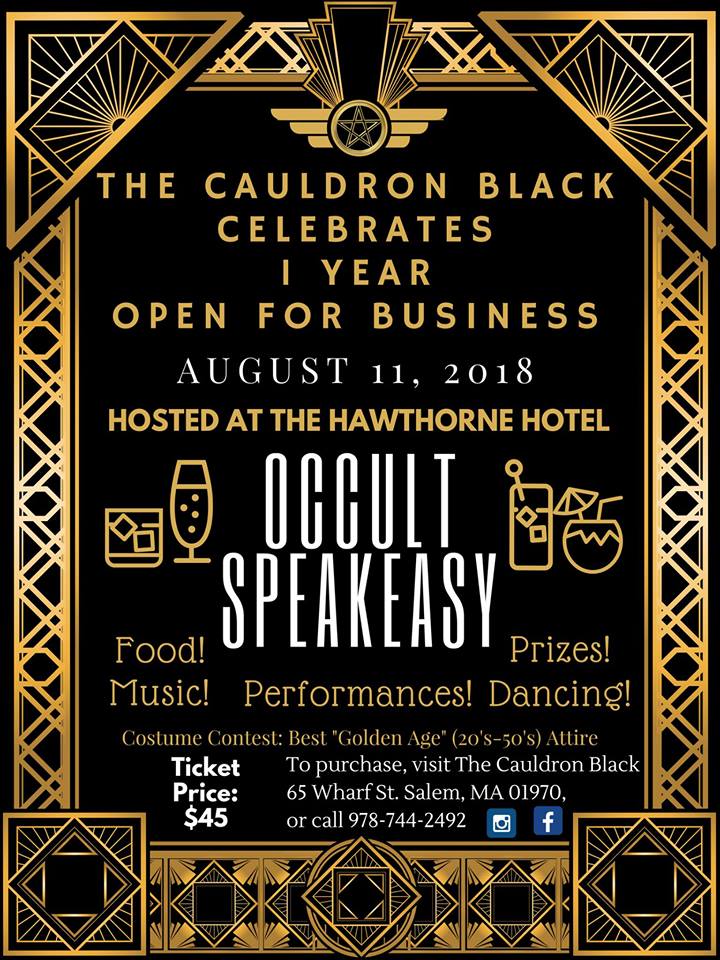 THE CAULDRON BLACK
CELEBRATES
1 YEAR
OPEN FOR BUSINESS
AUGUST 11, 2018
HOSTED AT THE HAWTHORNE HOTEL
OCCULT
SPEAKEASY
Food!
Prizes!
Music!
Performances!
Dancing!
Costume Contest: Best "Golden Age" (20's-50's) Attire
Ticket
Price:
$45
To purchase, visit The Cauldron Black
65 Wharf St. Salem, MA 01970,
or call 978-744-2492